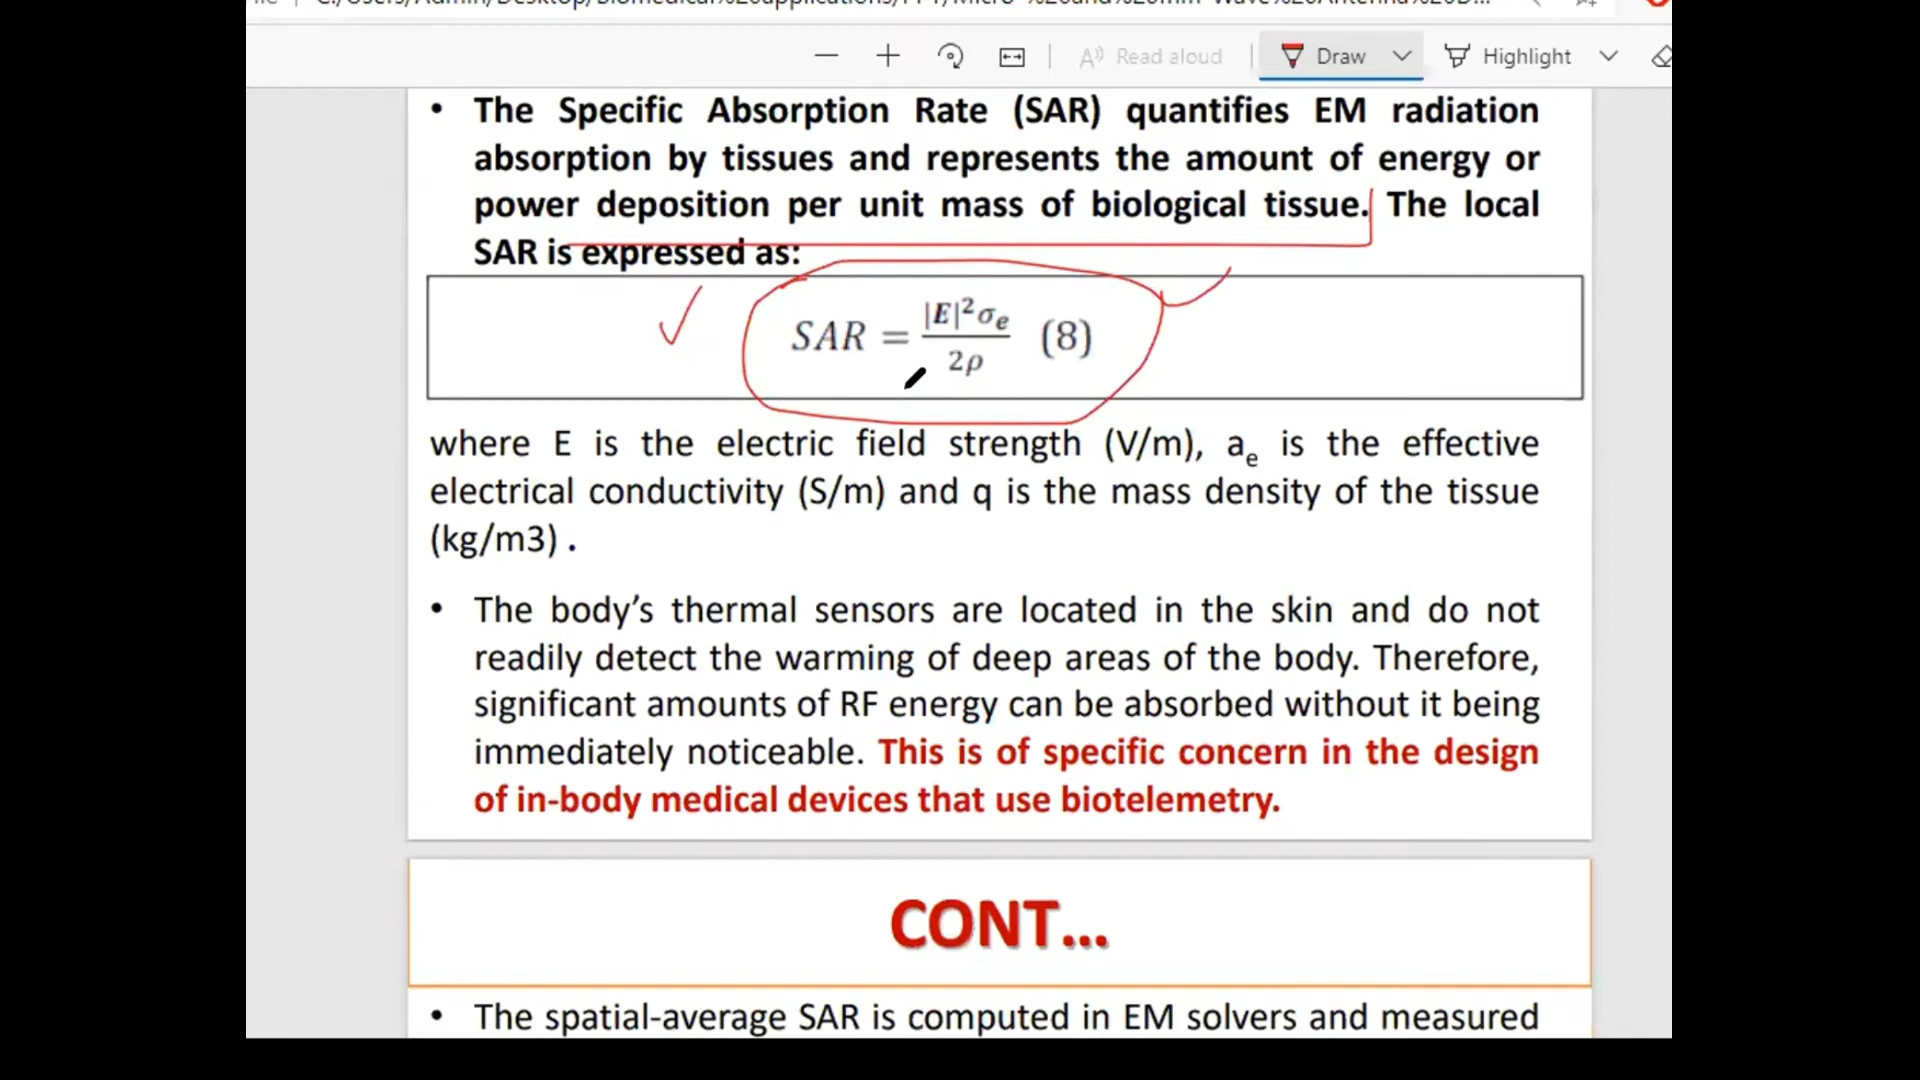 Read aloud Draw Highlight
• The Specific Absorption Rate (SAR) quantifies EM radiation
absorption by tissues and represents the amount of energy or
power deposition per unit mass of biological tissue. The local
SAR is expressed as:
SAR = |E|²σₑ / 2ρ (8)
where E is the electric field strength (V/m), aₑ is the effective
electrical conductivity (S/m) and q is the mass density of the tissue
(kg/m3) .
• The body’s thermal sensors are located in the skin and do not
readily detect the warming of deep areas of the body. Therefore,
significant amounts of RF energy can be absorbed without it being
immediately noticeable. This is of specific concern in the design
of in-body medical devices that use biotelemetry.
CONT...
• The spatial-average SAR is computed in EM solvers and measured